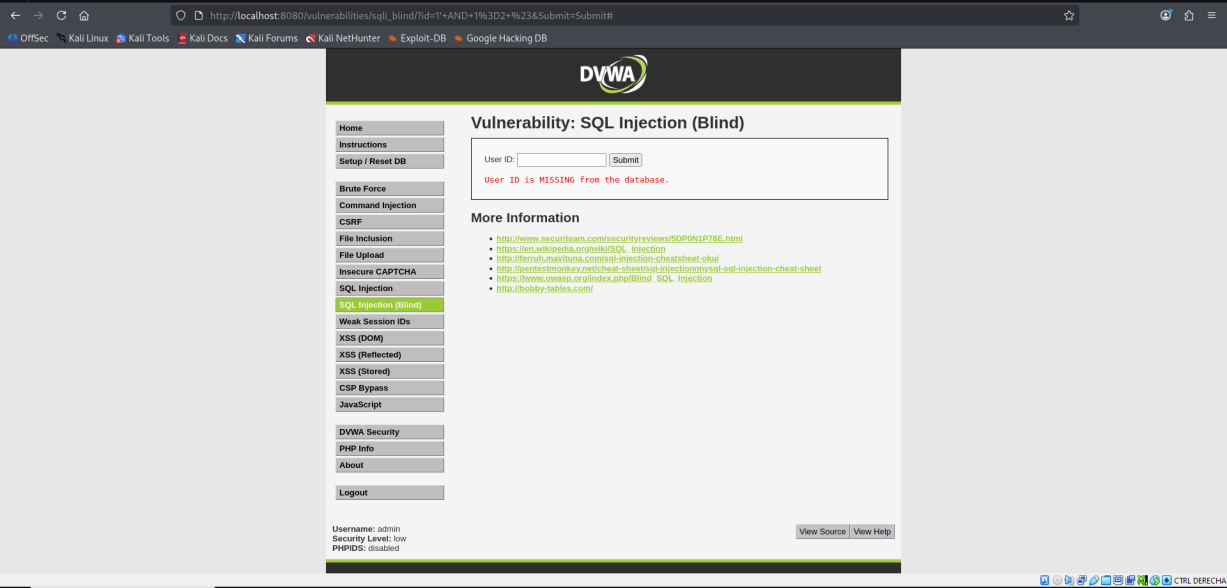 http://localhost:8080/vulnerabilities/sqli_blind/?id=1'+AND+1%3D2+%23&Submit=Submit#
OffSec Kali Linux Kali Tools Kali Docs Kali Forums Kali NetHunter Exploit-DB Google Hacking DB
DVWA
Home
Instructions
Setup / Reset DB
Brute Force
Command Injection
CSRF
File Inclusion
File Upload
Insecure CAPTCHA
SQL Injection
SQL Injection (Blind)
Weak Session IDs
XSS (DOM)
XSS (Reflected)
XSS (Stored)
CSP Bypass
JavaScript
DVWA Security
PHP Info
About
Logout
Vulnerability: SQL Injection (Blind)
User ID: Submit
User ID is MISSING from the database.
More Information
http://www.securiteam.com/securityreviews/5DP0N1P76E.html
https://en.wikipedia.org/wiki/SQL_injection
http://ferruh.mavituna.com/sql-injection-cheatsheet-oku/
http://pentestmonkey.net/cheat-sheet/sql-injection/mysql-sql-injection-cheat-sheet
https://www.owasp.org/index.php/Blind_SQL_Injection
http://bobby-tables.com/
Username: admin
Security Level: low
PHPIDS: disabled
View Source View Help
CTRL DERECHA